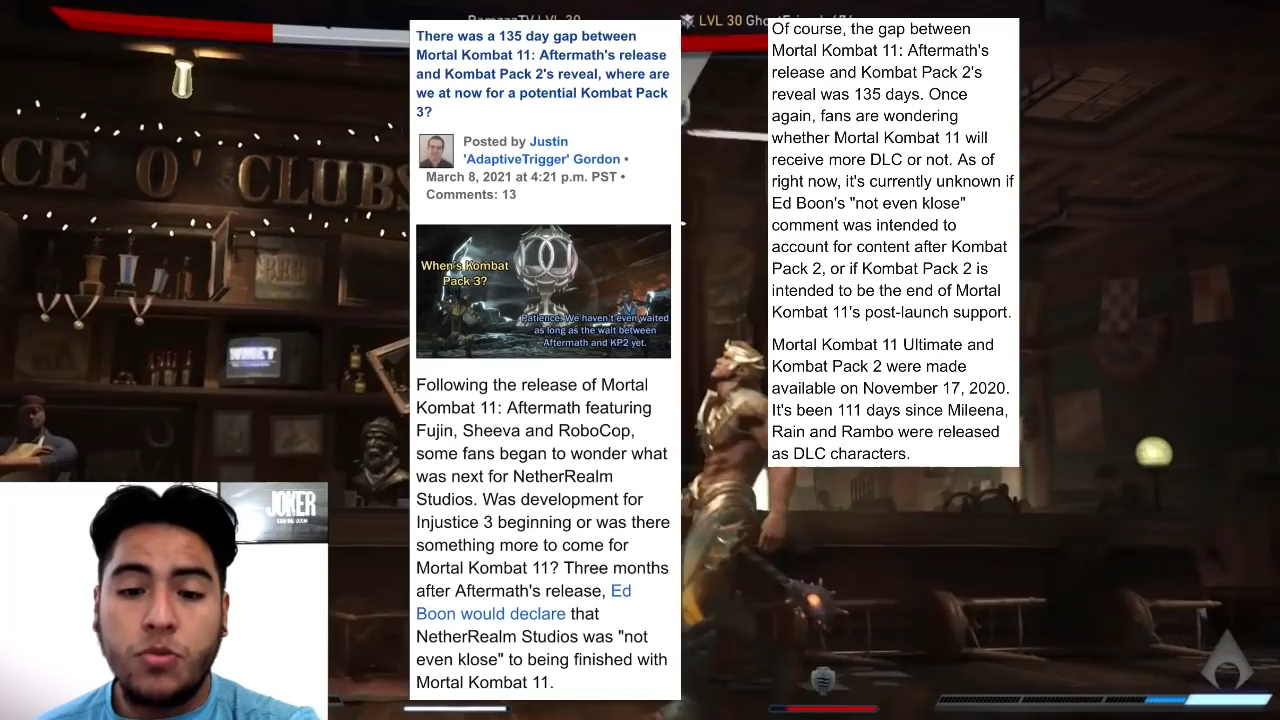 LVL 30
There was a 135 day gap between
Mortal Kombat 11: Aftermath's release
and Kombat Pack 2's reveal, where are
we at now for a potential Kombat Pack
3?
Posted by Justin
'AdaptiveTrigger' Gordon •
March 8, 2021 at 4:21 p.m. PST •
Comments: 13
When's Kombat
Pack 3?
Patience. We haven't even waited
as long as the wait between
Aftermath and KP2 yet.
Following the release of Mortal
Kombat 11: Aftermath featuring
Fujin, Sheeva and RoboCop,
some fans began to wonder what
was next for NetherRealm
Studios. Was development for
Injustice 3 beginning or was there
something more to come for
Mortal Kombat 11? Three months
after Aftermath's release, Ed
Boon would declare that
NetherRealm Studios was "not
even klose" to being finished with
Mortal Kombat 11.
Of course, the gap between
Mortal Kombat 11: Aftermath's
release and Kombat Pack 2's
reveal was 135 days. Once
again, fans are wondering
whether Mortal Kombat 11 will
receive more DLC or not. As of
right now, it's currently unknown if
Ed Boon's "not even klose"
comment was intended to
account for content after Kombat
Pack 2, or if Kombat Pack 2 is
intended to be the end of Mortal
Kombat 11's post-launch support.
Mortal Kombat 11 Ultimate and
Kombat Pack 2 were made
available on November 17, 2020.
It's been 111 days since Mileena,
Rain and Rambo were released
as DLC characters.
CE O' CLUBS
JOKER